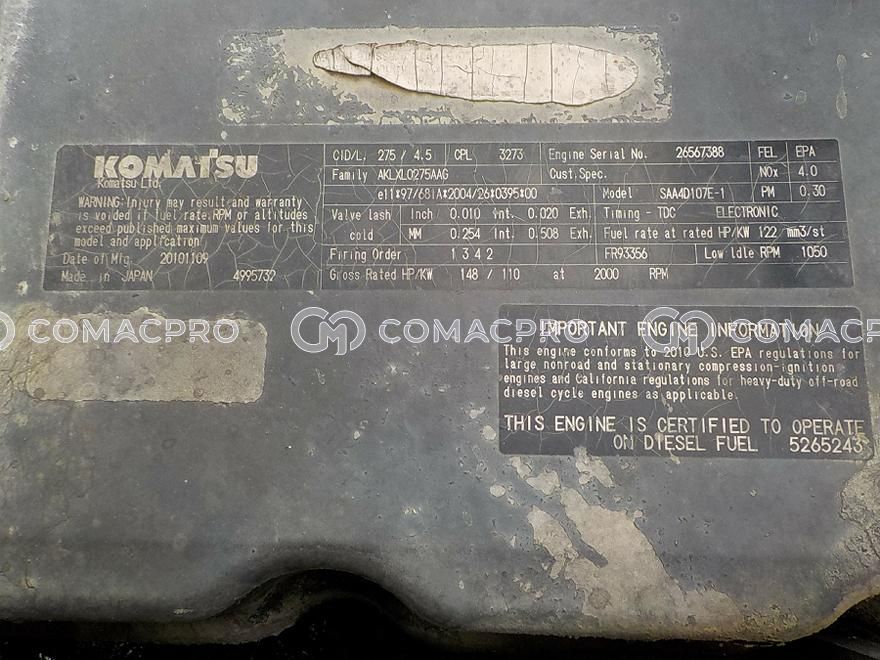 KOMATSU
Komatsu Ltd.
WARNING:Injury may result and warranty
is voided if fuel rate,RPM or altitudes
exceed published maximum values for this
model and application.
Date of Mfg. 20101109
Made in JAPAN 4995732
CID/L. 275 / 4.5 CPL 3273 Engine Serial No. 26567388 FEL EPA
Family AKLXL0275AAG Cust.Spec. NOx 4.0
e11*97/68IA*2004/26*0395*00 Model SAA4D107E-1 PM 0.30
Valve lash Inch 0.010 Int. 0.020 Exh. Timing - TDC ELECTRONIC
cold MM 0.254 Int. 0.508 Exh. Fuel rate at rated HP/KW 122 mm3/st
Firing Order 1 3 4 2 FR93356 Low Idle RPM 1050
Gross Rated HP/KW 148 / 110 at 2000 RPM
COMACPRO COMACPRO COMACPRO
IMPORTANT ENGINE INFORMATION
This engine conforms to 2010 U.S. EPA regulations for
large nonroad and stationary compression-ignition
engines and California regulations for heavy-duty off-road
diesel cycle engines as applicable.
THIS ENGINE IS CERTIFIED TO OPERATE
ON DIESEL FUEL 5265243